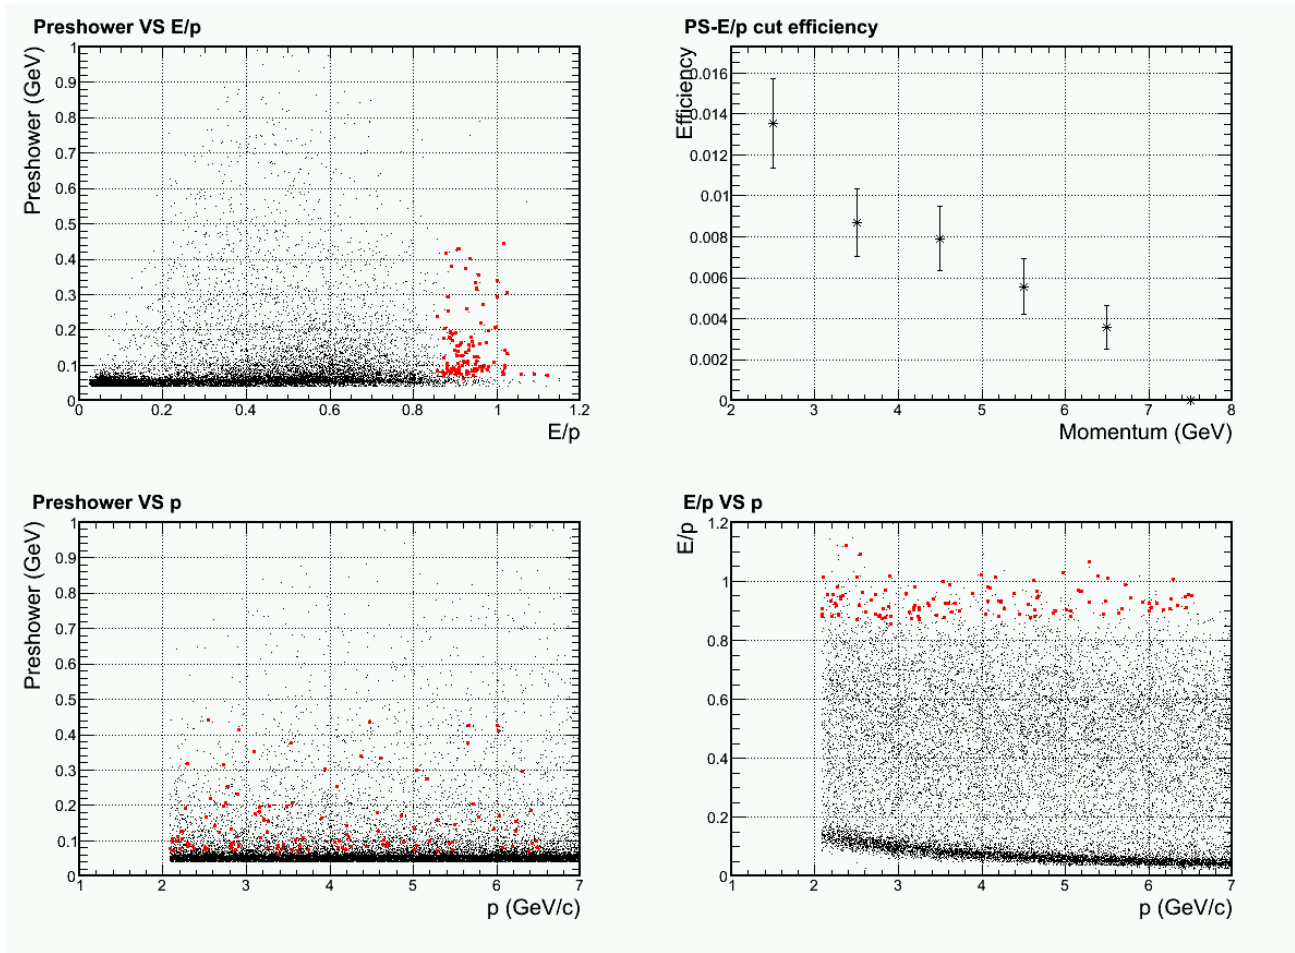 Preshower VS E/p
Preshower (GeV)
1
0.9
0.8
0.7
0.6
0.5
0.4
0.3
0.2
0.1
0
0 0.2 0.4 0.6 0.8 1 1.2
E/p
PS-E/p cut efficiency
Efficiency
0.016
0.014
0.012
0.01
0.008
0.006
0.004
0.002
0
2 3 4 5 6 7 8
Momentum (GeV)
Preshower VS p
Preshower (GeV)
1
0.9
0.8
0.7
0.6
0.5
0.4
0.3
0.2
0.1
0
1 2 3 4 5 6 7
p (GeV/c)
E/p VS p
E/p
1.2
1
0.8
0.6
0.4
0.2
0
1 2 3 4 5 6 7
p (GeV/c)